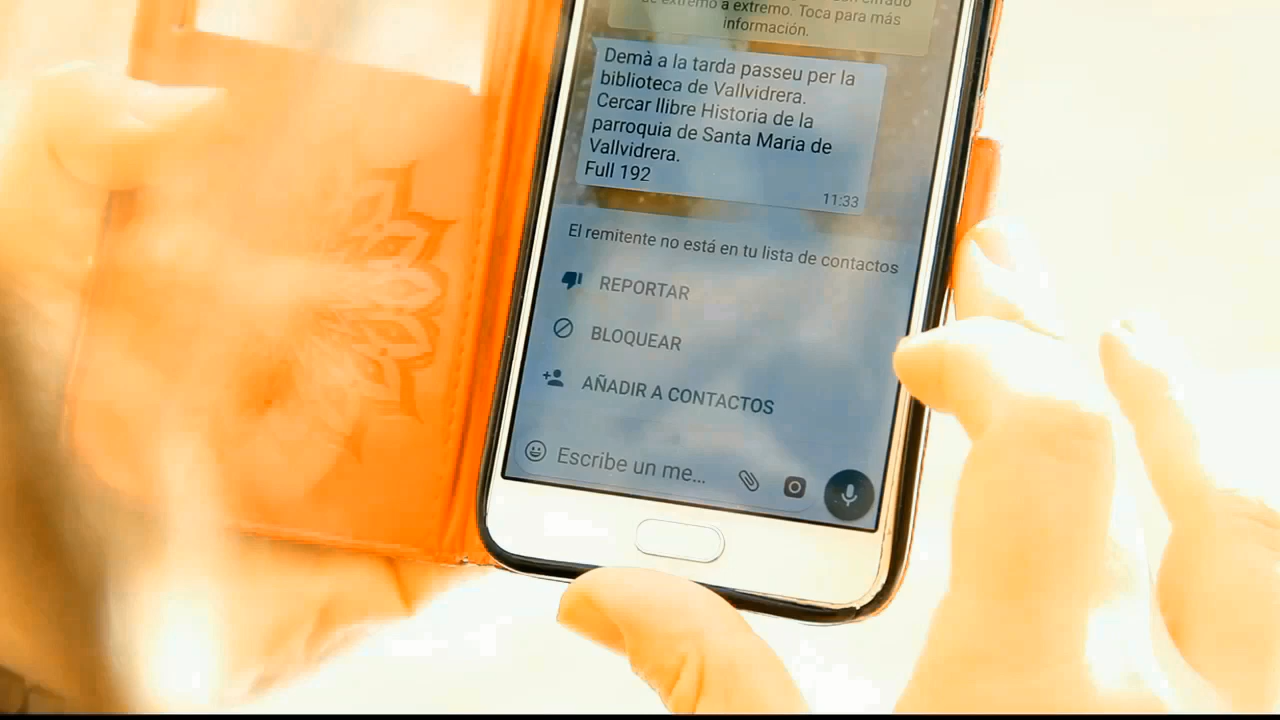 de extremo a extremo. Toca para más
información.
Demà a la tarda passeu per la
biblioteca de Vallvidrera.
Cercar llibre Historia de la
parroquia de Santa Maria de
Vallvidrera.
Full 192
11:33
El remitente no está en tu lista de contactos
REPORTAR
BLOQUEAR
AÑADIR A CONTACTOS
Escribe un me...